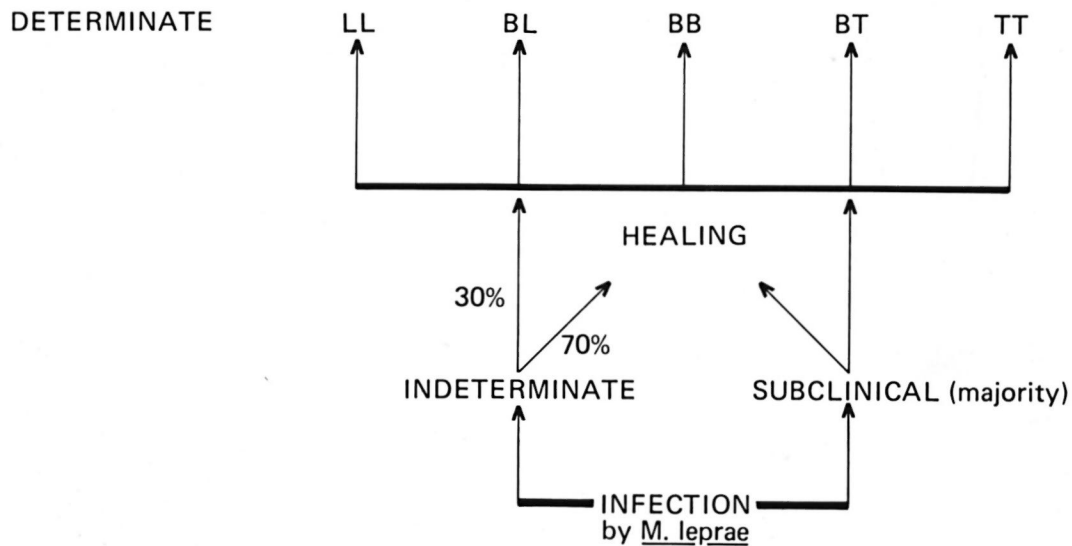 DETERMINATE LL BL BB BT TT
HEALING
30%
70%
INDETERMINATE SUBCLINICAL (majority)
INFECTION
by M. leprae